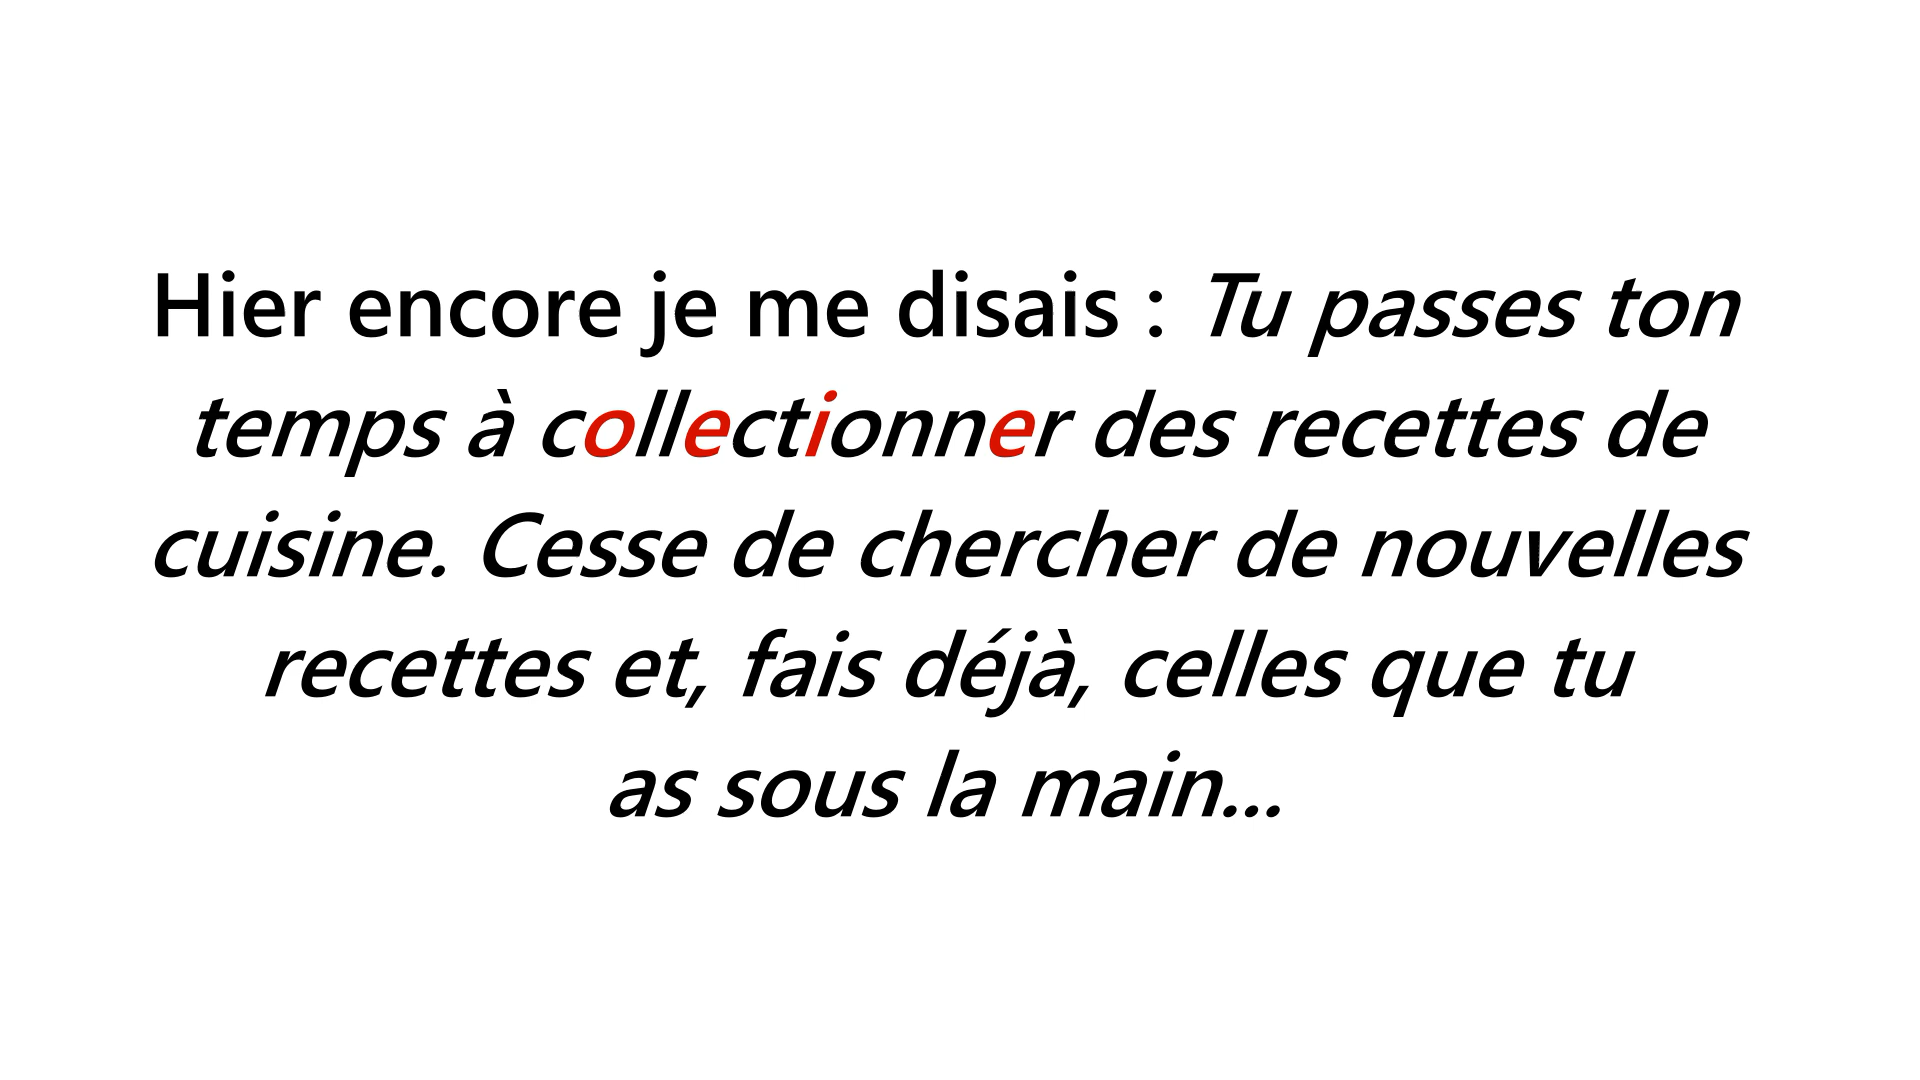 Hier encore je me disais : Tu passes ton
temps à collectionner des recettes de
cuisine. Cesse de chercher de nouvelles
recettes et, fais déjà, celles que tu
as sous la main...